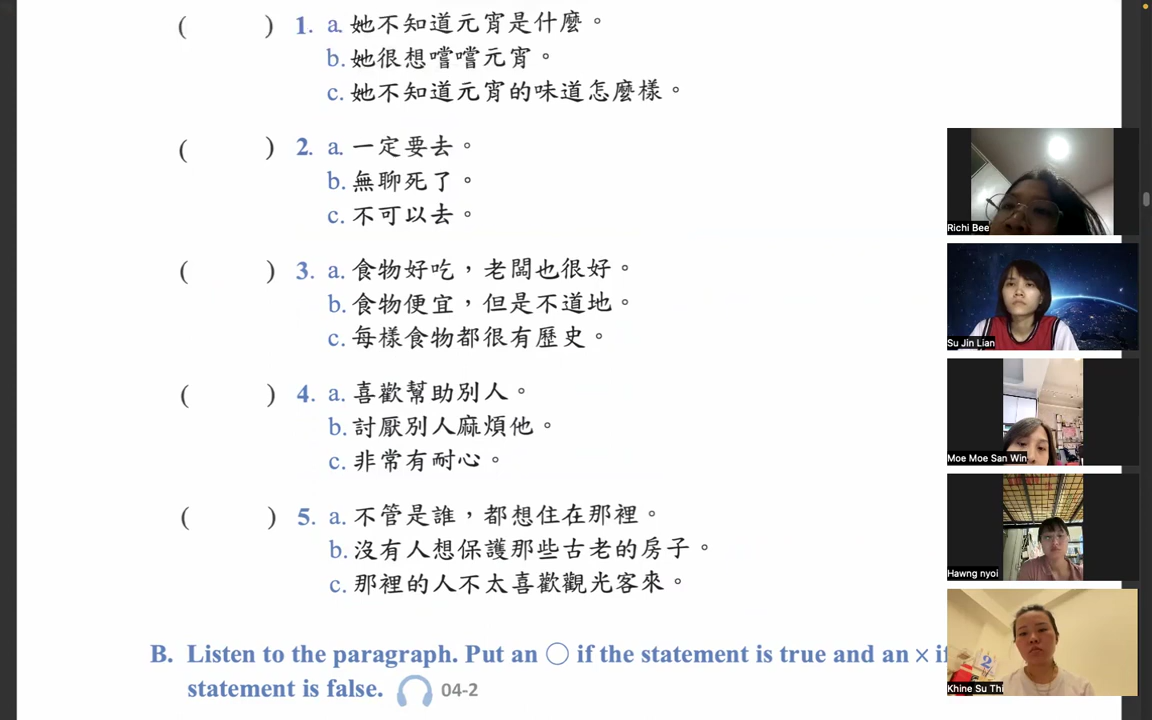 ( ) 1. a. 她不知道元宵是什麼。
b. 她很想嚐嚐元宵。
c. 她不知道元宵的味道怎麼樣。
( ) 2. a. 一定要去。
b. 無聊死了。
c. 不可以去。
( ) 3. a. 食物好吃，老闆也很好。
b. 食物便宜，但是不道地。
c. 每樣食物都很有歷史。
( ) 4. a. 喜歡幫助別人。
b. 討厭別人麻煩他。
c. 非常有耐心。
( ) 5. a. 不管是誰，都想住在那裡。
b. 沒有人想保護那些古老的房子。
c. 那裡的人不太喜歡觀光客來。
B. Listen to the paragraph. Put an ○ if the statement is true and an × if
statement is false. 04-2
Richi Bee
Su Jin Lian
Moe Moe San Win
Hawng nyoi
Khine Su Thi